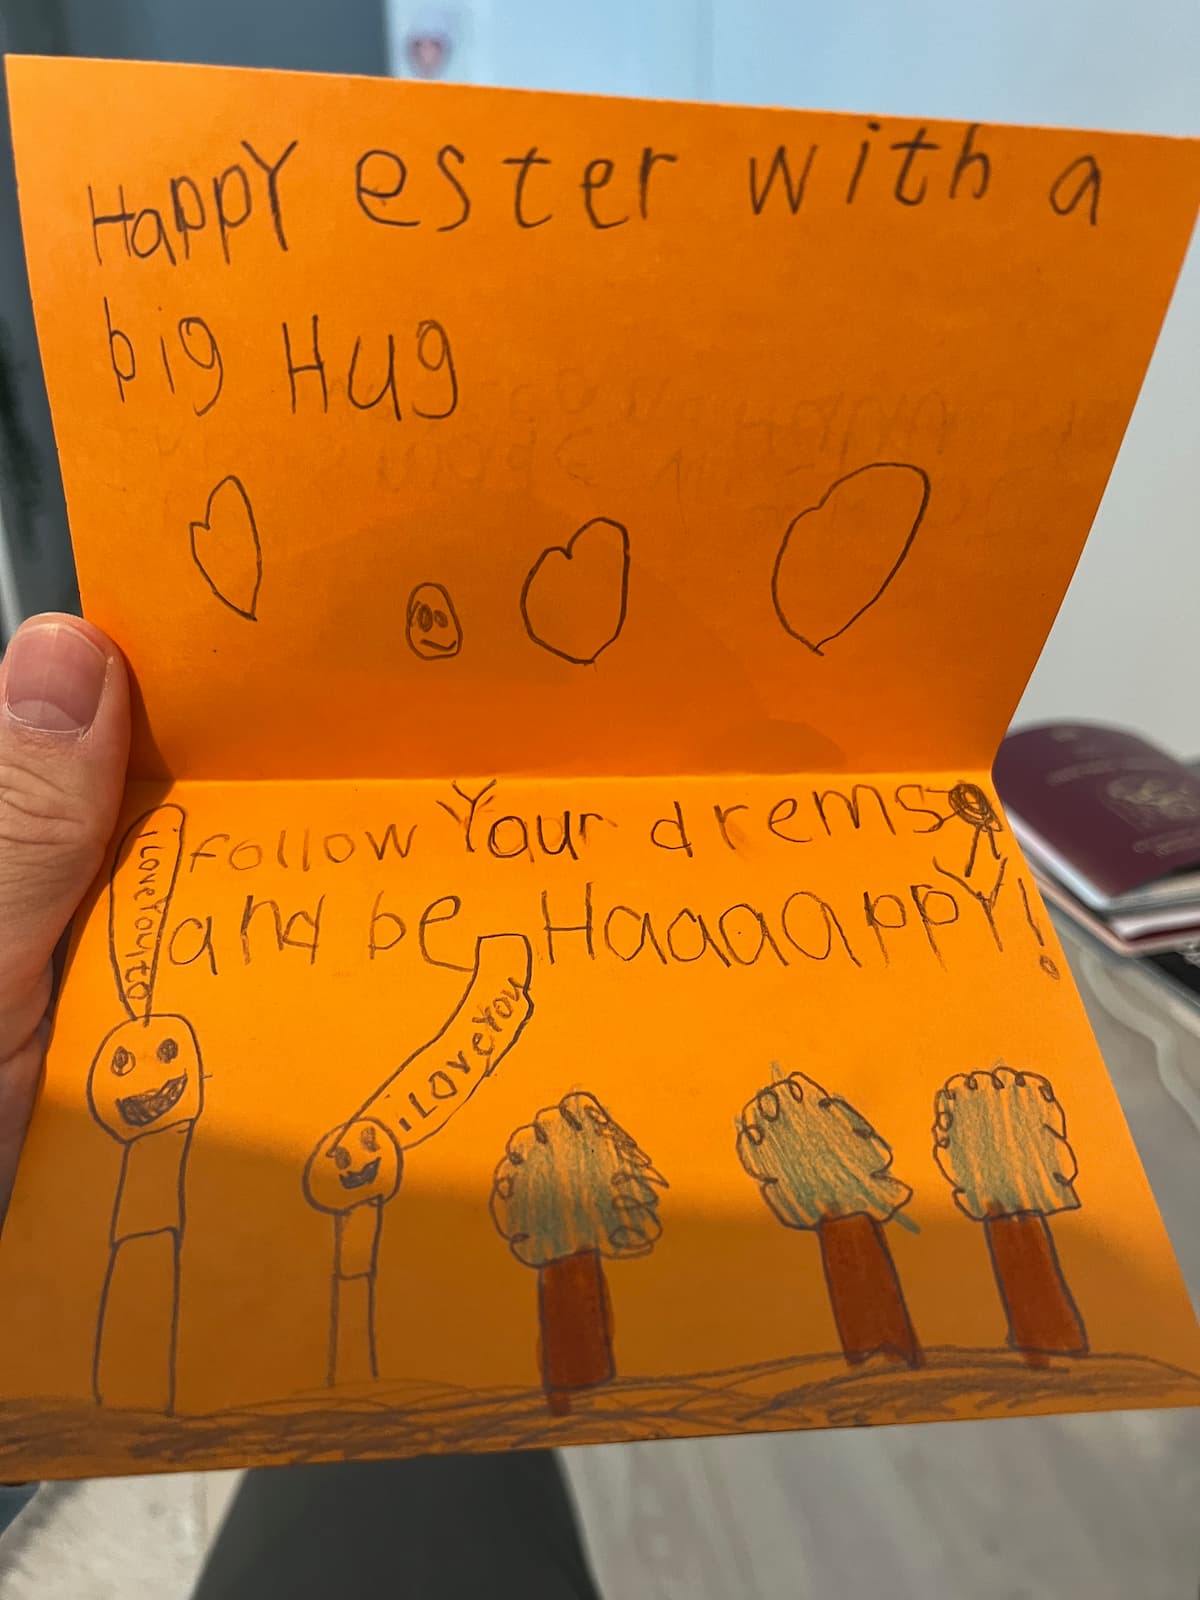 Happy ester with a
big Hug
follow Your drems
and be HaaaappY!
i love You to
i Love You